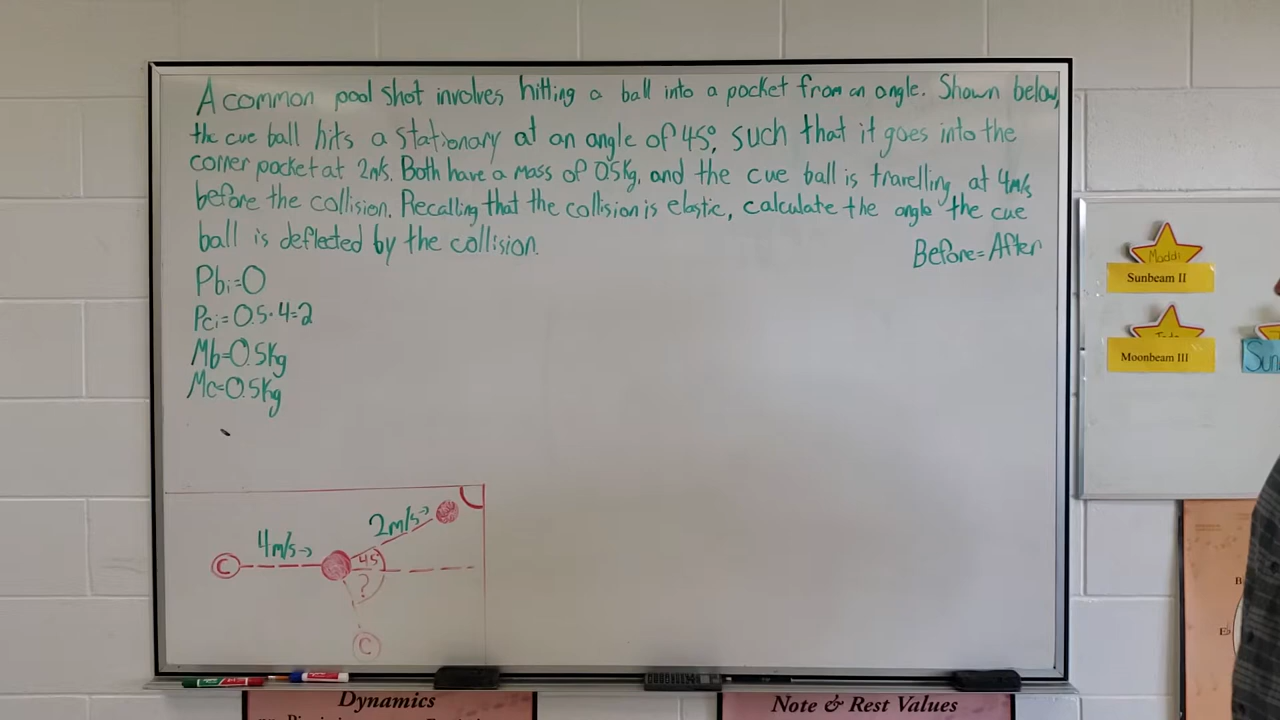 A common pool shot involves hitting a ball into a pocket from an angle. Shown below,
the cue ball hits a stationary at an angle of 45°, such that it goes into the
corner pocket at 2m/s. Both have a mass of 0.5Kg, and the cue ball is travelling at 4m/s
before the collision. Recalling that the collision is elastic, calculate the angle the cue
ball is deflected by the collision.
Before = After
Pbi=0
Pci=0.5·4=2
Mb=0.5Kg
Mc=0.5Kg
2m/s→
4m/s→
C
45
?
C
Maddi
Sunbeam II
Moonbeam III
Sun
Dynamics
Note & Rest Values
B